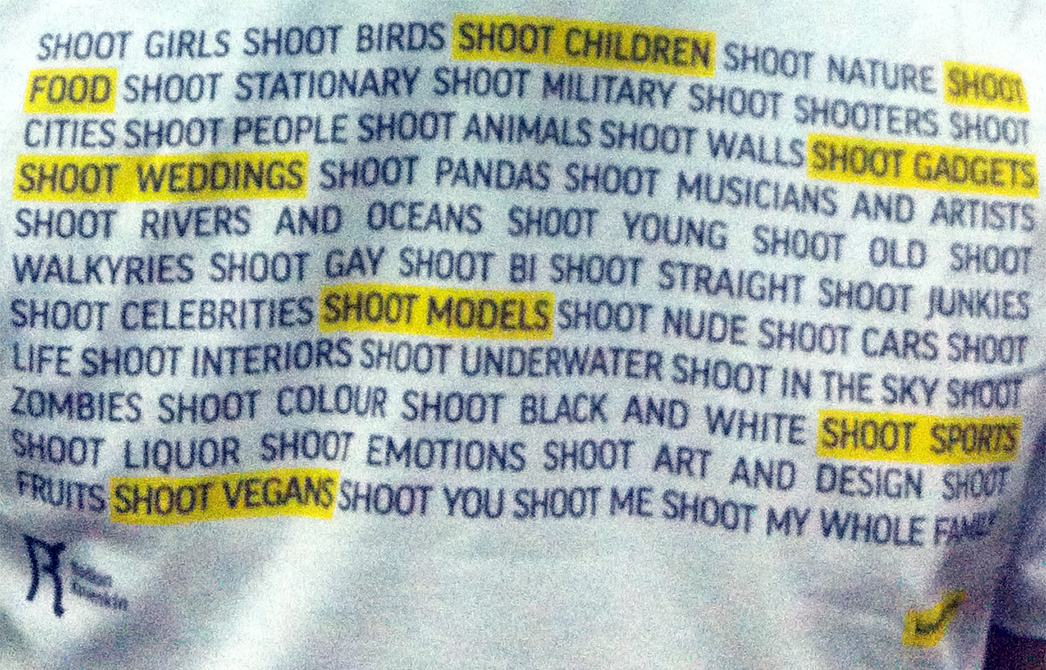 SHOOT GIRLS SHOOT BIRDS SHOOT CHILDREN SHOOT NATURE SHOOT
FOOD SHOOT STATIONARY SHOOT MILITARY SHOOT SHOOTERS SHOOT
CITIES SHOOT PEOPLE SHOOT ANIMALS SHOOT WALLS SHOOT GADGETS
SHOOT WEDDINGS SHOOT PANDAS SHOOT MUSICIANS AND ARTISTS
SHOOT RIVERS AND OCEANS SHOOT YOUNG SHOOT OLD SHOOT
WALKYRIES SHOOT GAY SHOOT BI SHOOT STRAIGHT SHOOT JUNKIES
SHOOT CELEBRITIES SHOOT MODELS SHOOT NUDE SHOOT CARS SHOOT
LIFE SHOOT INTERIORS SHOOT UNDERWATER SHOOT IN THE SKY SHOOT
ZOMBIES SHOOT COLOUR SHOOT BLACK AND WHITE SHOOT SPORTS
SHOOT LIQUOR SHOOT EMOTIONS SHOOT ART AND DESIGN SHOOT
FRUITS SHOOT VEGANS SHOOT YOU SHOOT ME SHOOT MY WHOLE FAMILY